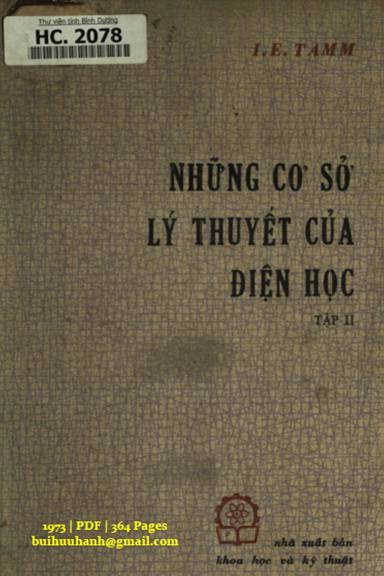 Thư viện tỉnh Bình Dương
HC. 2078
I.E. TAMM
NHỮNG CƠ SỞ
LÝ THUYẾT CỦA
ĐIỆN HỌC
TẬP II
1973 | PDF | 364 Pages
buihuuhanh@gmail.com
nhà xuất bản
khoa học và kỹ thuật